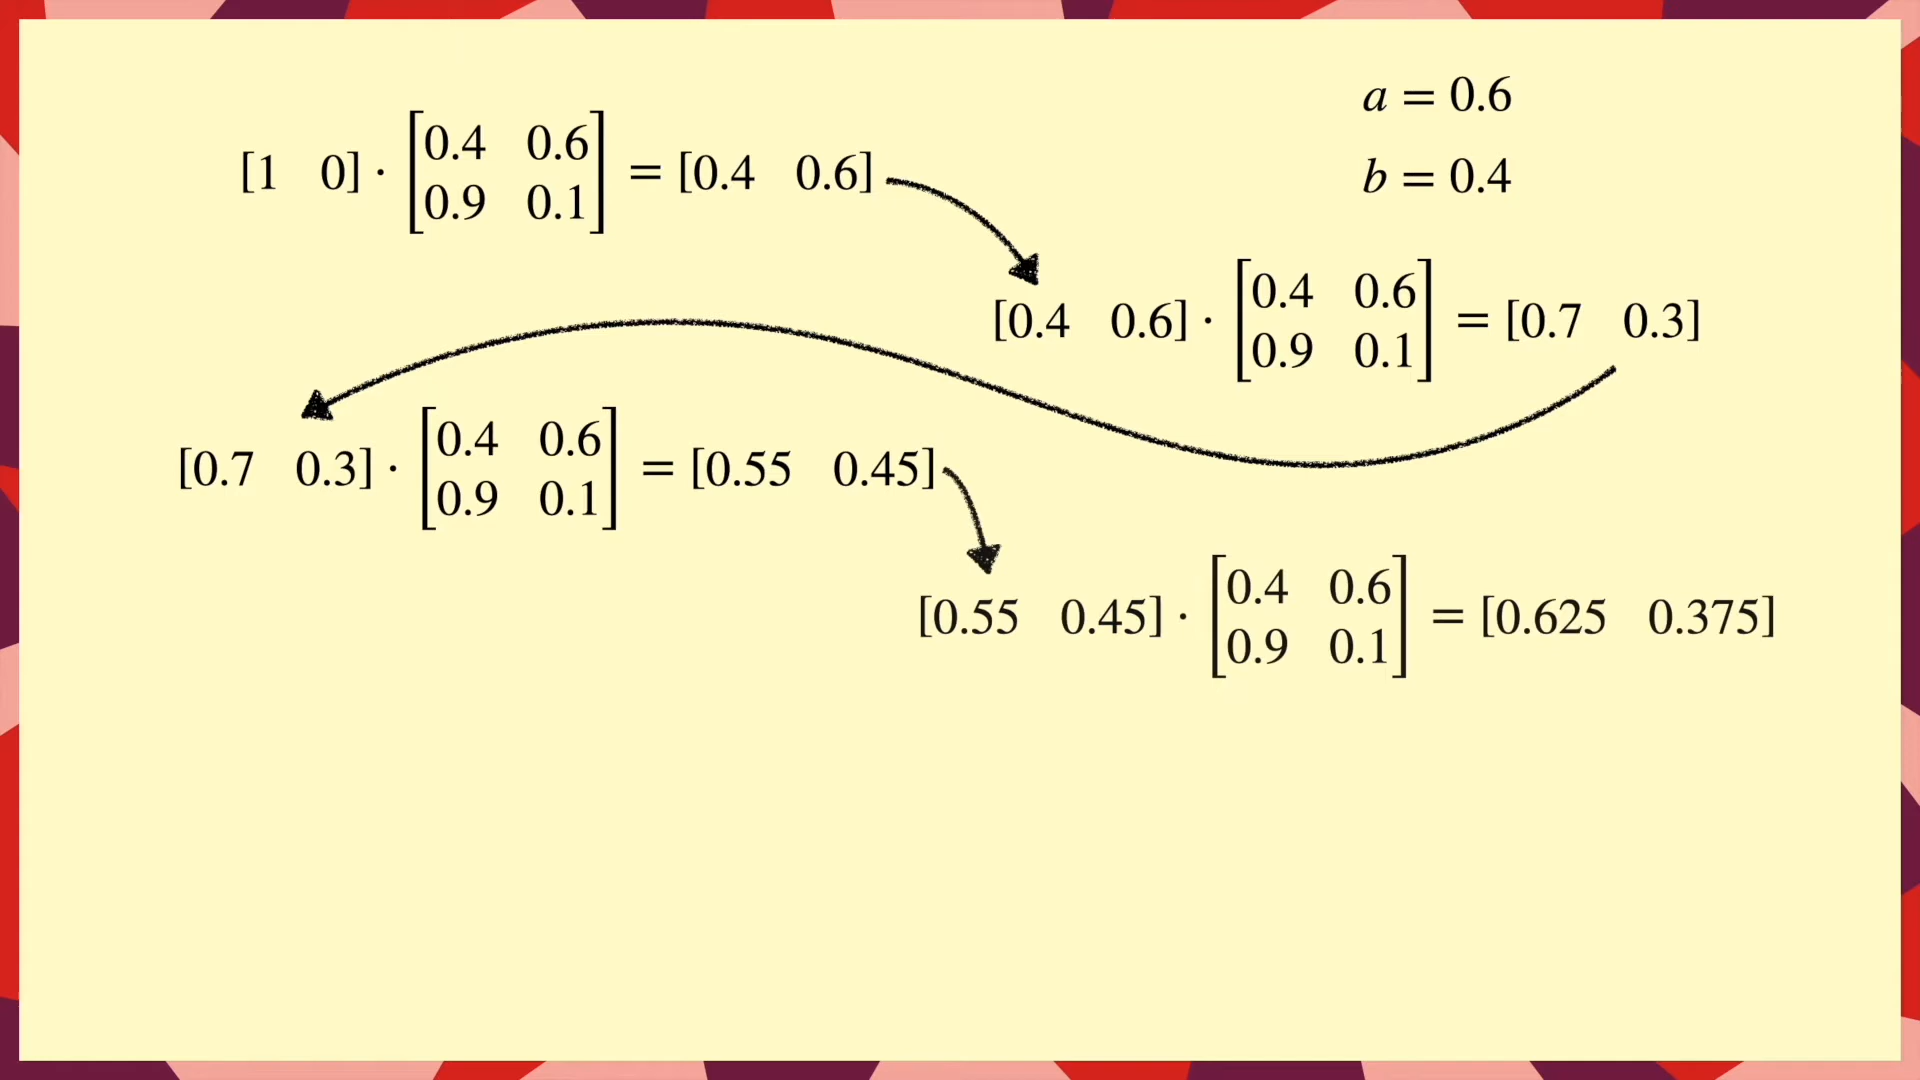 a = 0.6
[1 0] · [0.4 0.6
0.9 0.1] = [0.4 0.6]
b = 0.4
[0.4 0.6] · [0.4 0.6
0.9 0.1] = [0.7 0.3]
[0.7 0.3] · [0.4 0.6
0.9 0.1] = [0.55 0.45]
[0.55 0.45] · [0.4 0.6
0.9 0.1] = [0.625 0.375]